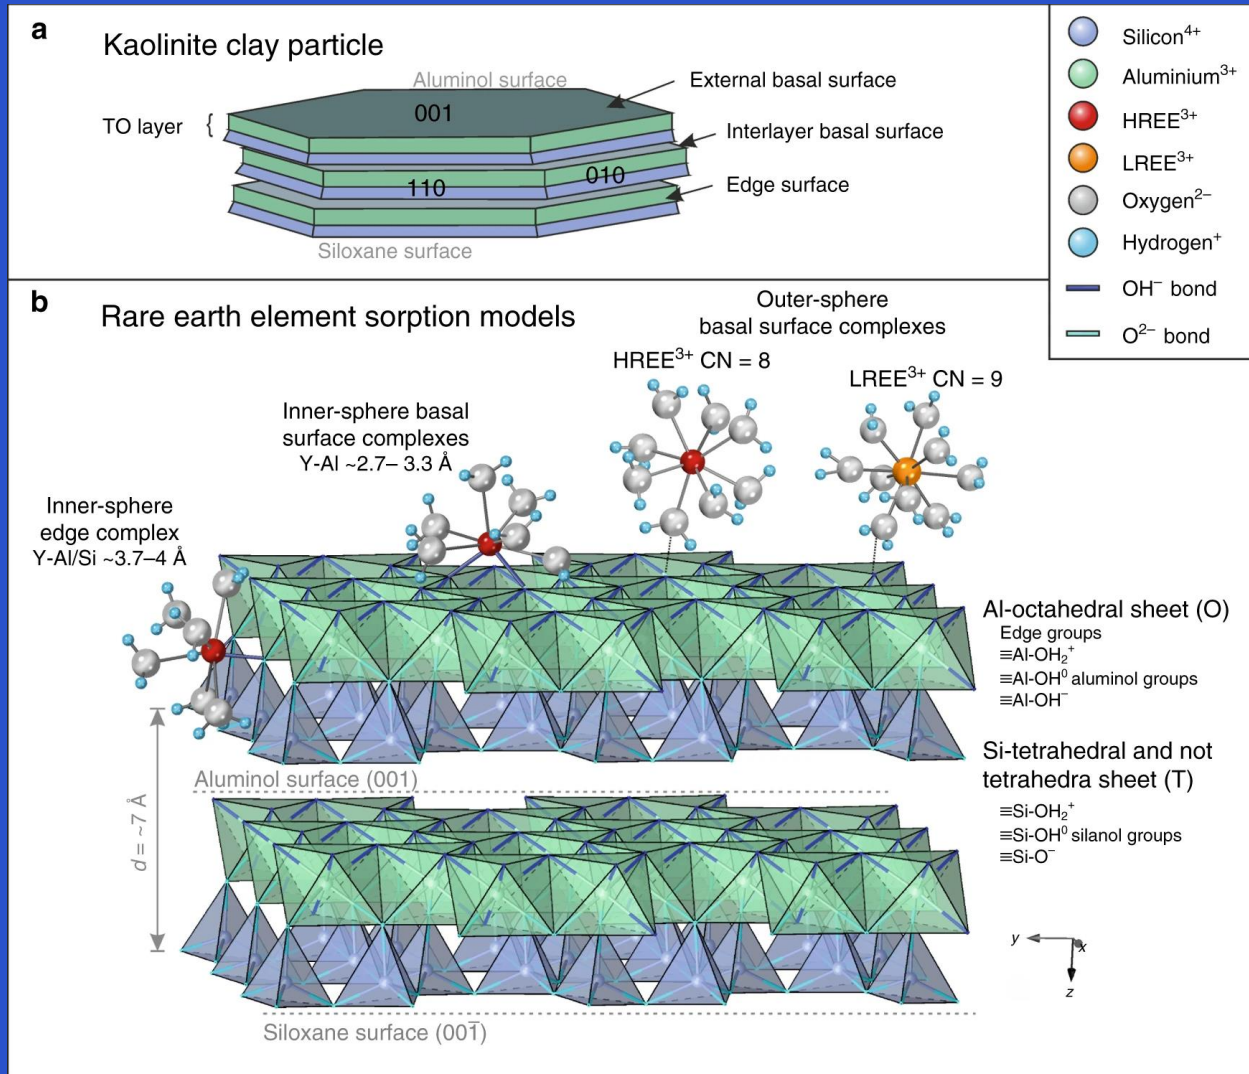 a
Kaolinite clay particle
Aluminol surface
External basal surface
001
TO layer {
Interlayer basal surface
110
010
Edge surface
Siloxane surface
Silicon⁴⁺
Aluminium³⁺
HREE³⁺
LREE³⁺
Oxygen²⁻
Hydrogen⁺
OH⁻ bond
O²⁻ bond
b
Rare earth element sorption models
Outer-sphere
basal surface complexes
HREE³⁺ CN = 8
LREE³⁺ CN = 9
Inner-sphere basal
surface complexes
Y-Al ~2.7– 3.3 Å
Inner-sphere
edge complex
Y-Al/Si ~3.7–4 Å
Al-octahedral sheet (O)
Edge groups
≡Al-OH₂⁺
≡Al-OH⁰ aluminol groups
≡Al-OH⁻
Si-tetrahedral and not
tetrahedra sheet (T)
≡Si-OH₂⁺
≡Si-OH⁰ silanol groups
≡Si-O⁻
Aluminol surface (001)
d = ~7 Å
Siloxane surface (001̅)
y
x
z